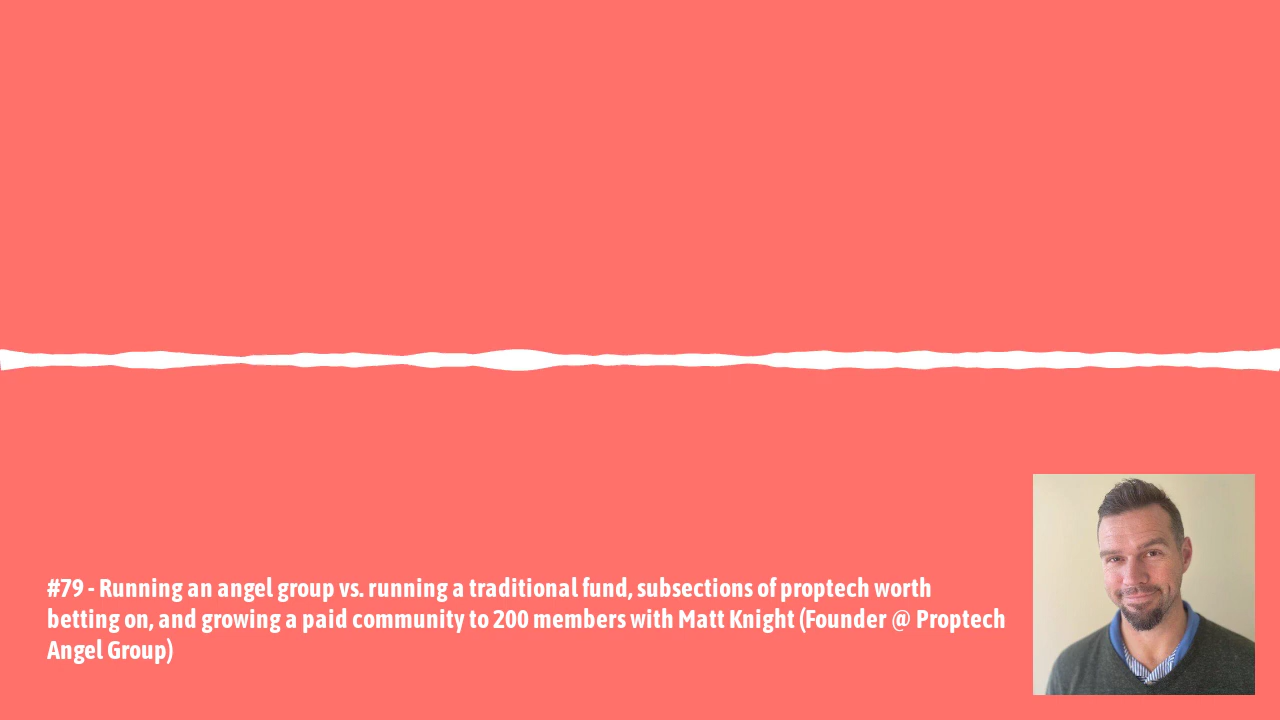 #79 - Running an angel group vs. running a traditional fund, subsections of proptech worth
betting on, and growing a paid community to 200 members with Matt Knight (Founder @ Proptech
Angel Group)